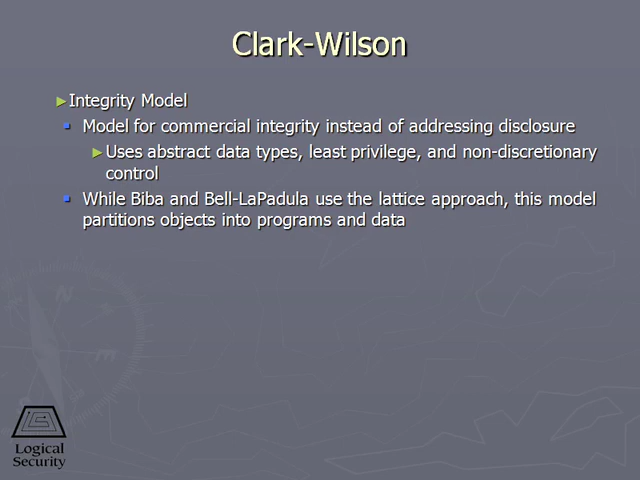 Clark-Wilson
►Integrity Model
▪ Model for commercial integrity instead of addressing disclosure
►Uses abstract data types, least privilege, and non-discretionary
control
▪ While Biba and Bell-LaPadula use the lattice approach, this model
partitions objects into programs and data
Logical
Security